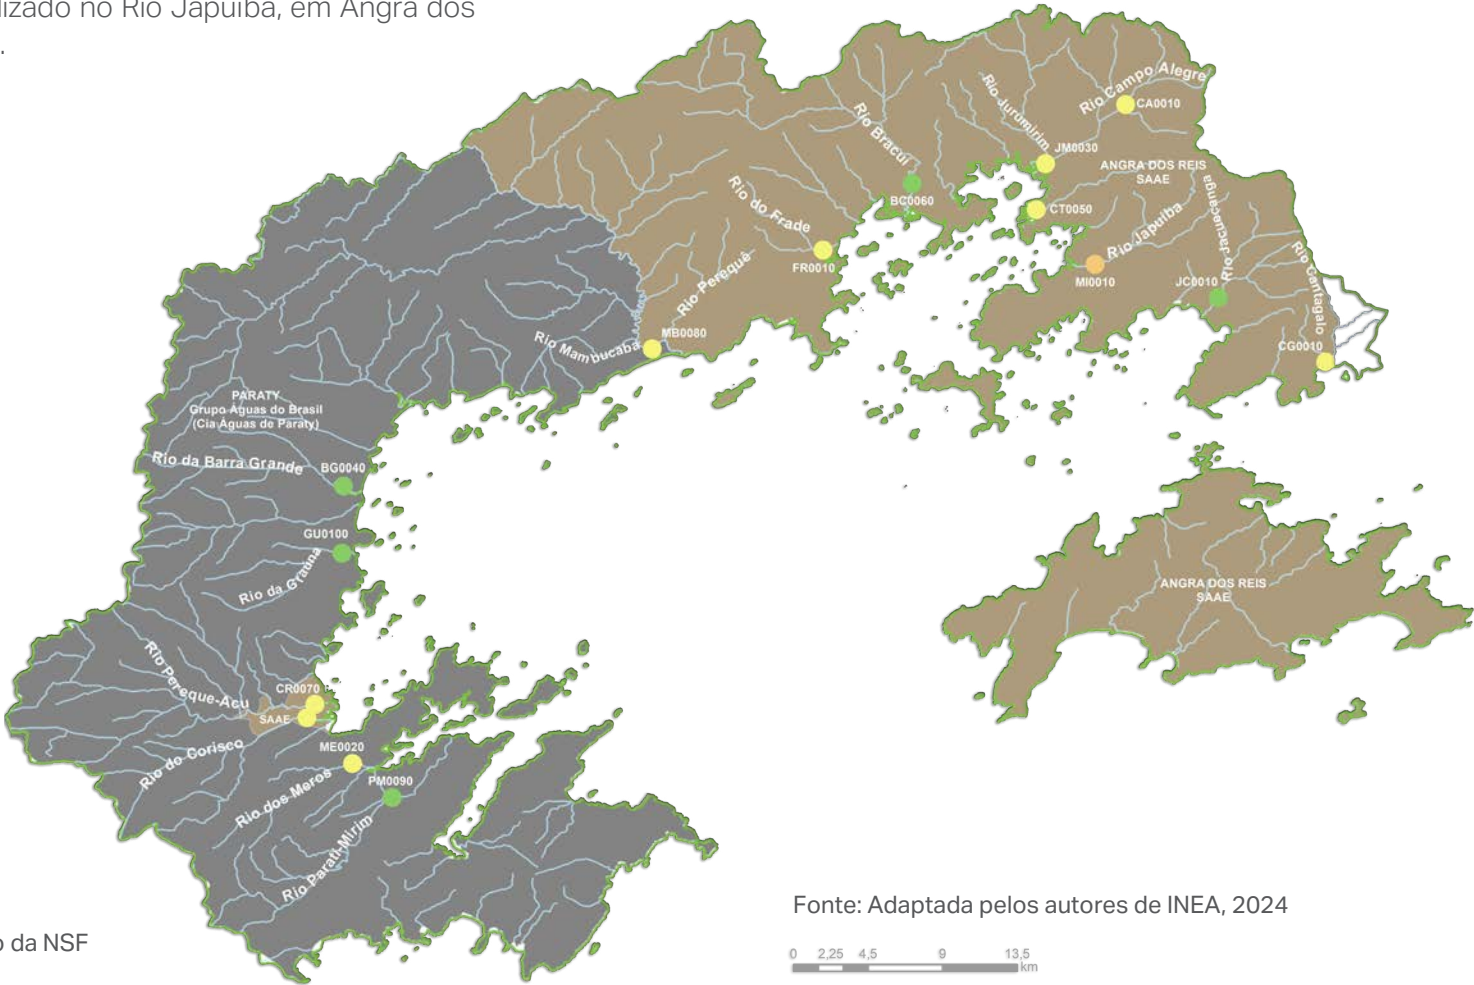 lizado no Rio Japuíba, em Angra dos
.
Rio Campo Alegre
CA0010
Rio Jurumirim
JM0030
Rio Bracuí
BC0060
ANGRA DOS REIS
SAAE
CT0050
Rio do Frade
FR0010
Rio Japuíba
MI0010
Rio Jacuecanga
JC0010
Rio Cantagalo
CG0010
Rio Perequê
MB0080
Rio Mambucaba
PARATY
Grupo Águas do Brasil
(Cia Águas de Paraty)
Rio da Barra Grande
BG0040
GU0100
Rio da Graúna
ANGRA DOS REIS
SAAE
Rio Pereque-Acu
CR0070
SAAE
Rio do Corisco
ME0020
Rio dos Meros
PM0090
Rio Parati-Mirim
Fonte: Adaptada pelos autores de INEA, 2024
o da NSF
0 2,25 4,5 9 13,5
km